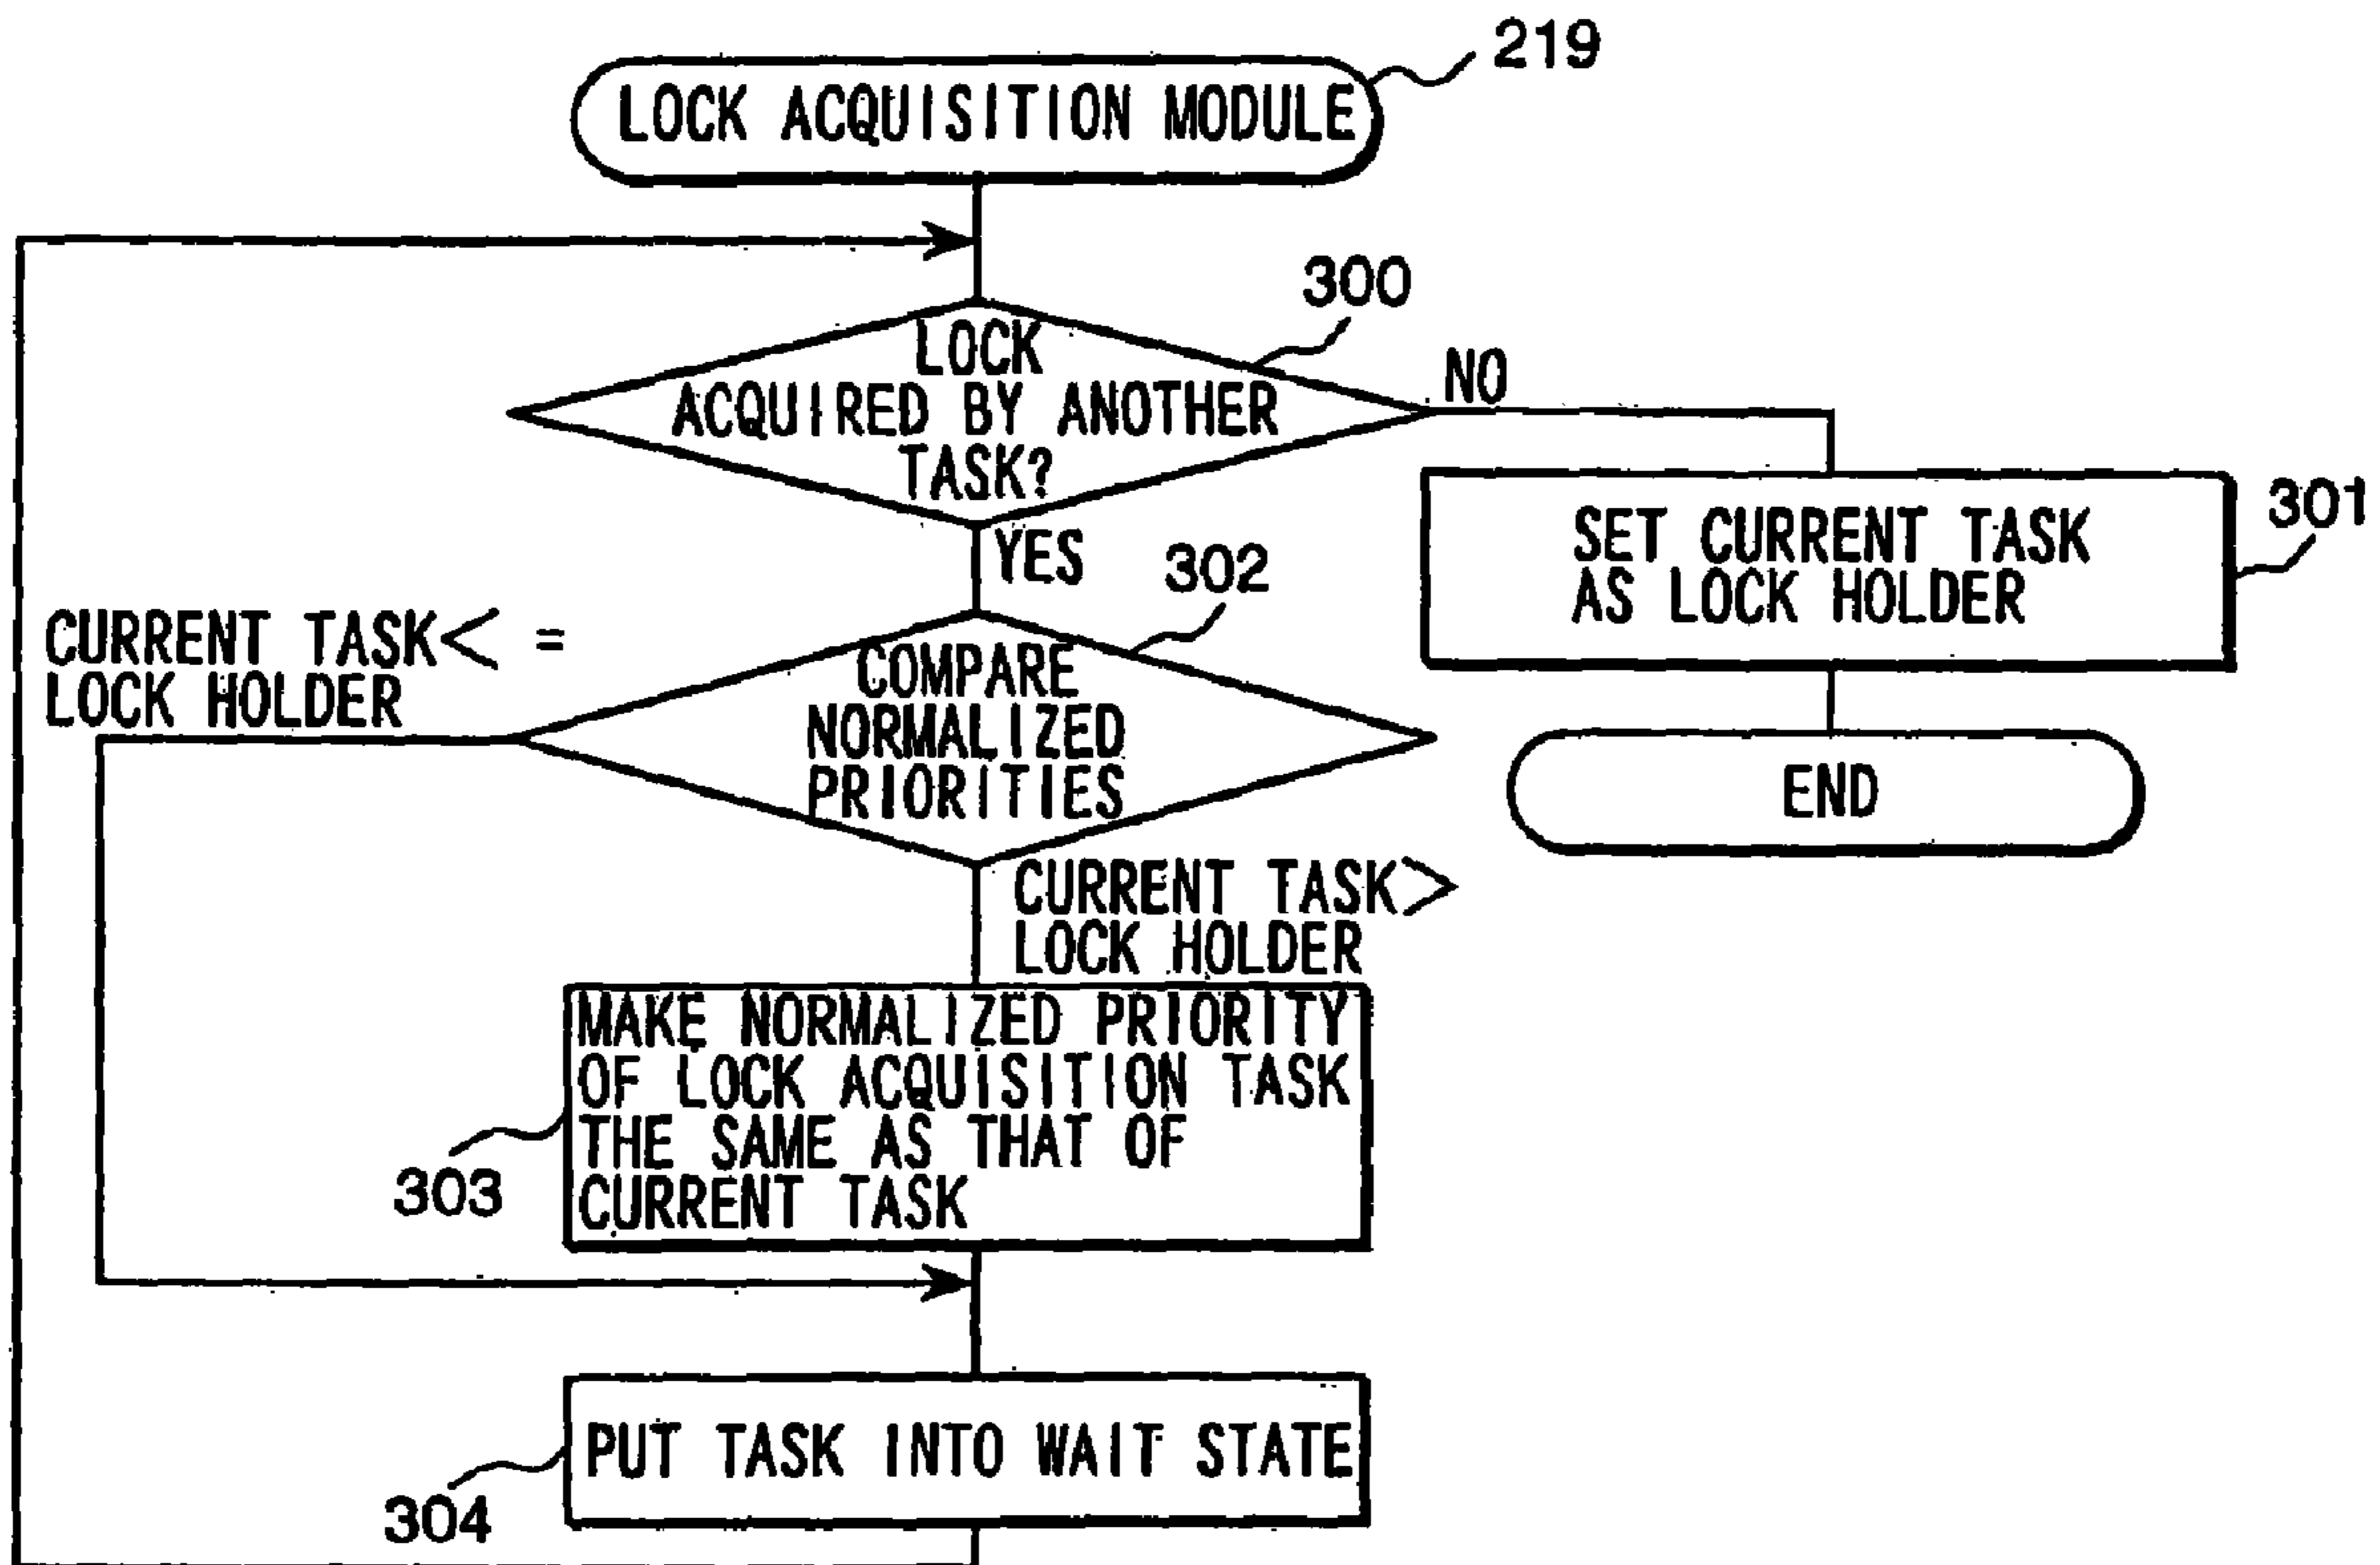 219
LOCK ACQUISITION MODULE
300
LOCK
ACQUIRED BY ANOTHER
TASK?
NO
YES
301
SET CURRENT TASK
AS LOCK HOLDER
302
CURRENT TASK< =
LOCK HOLDER
COMPARE
NORMALIZED
PRIORITIES
END
CURRENT TASK>
LOCK HOLDER
MAKE NORMALIZED PRIORITY
OF LOCK ACQUISITION TASK
THE SAME AS THAT OF
CURRENT TASK
303
PUT TASK INTO WAIT STATE
304